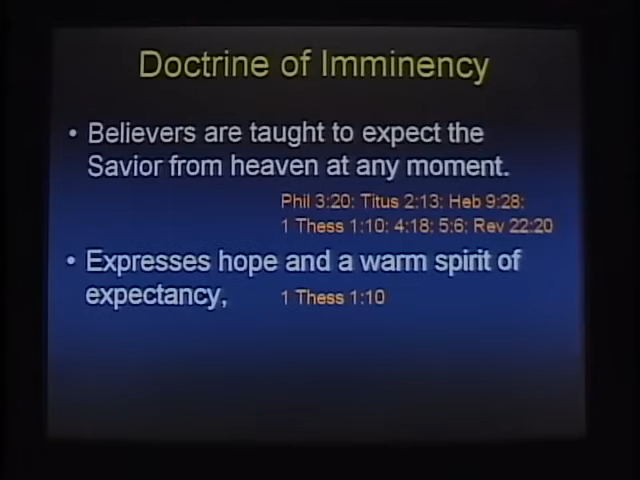 Doctrine of Imminency
• Believers are taught to expect the
Savior from heaven at any moment.
Phil 3:20; Titus 2:13; Heb 9:28;
1 Thess 1:10; 4:18; 5:6; Rev 22:20
• Expresses hope and a warm spirit of
expectancy, 1 Thess 1:10